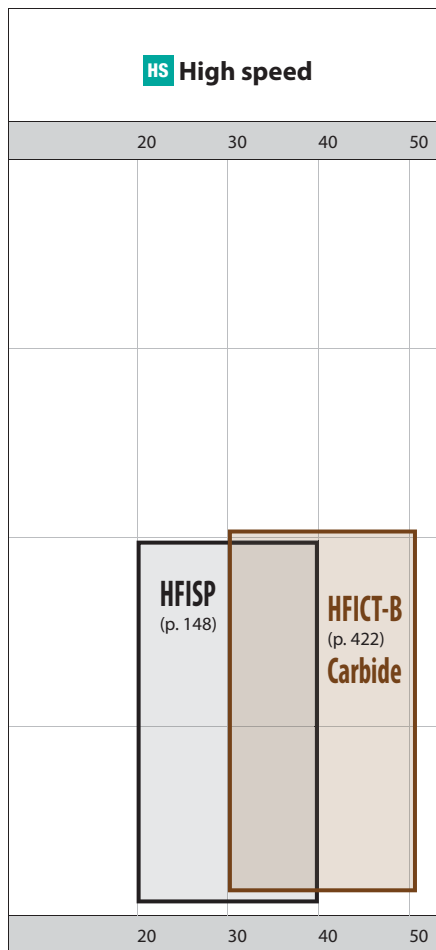 HS High speed
20 30 40 50
HFISP
(p. 148)
HFICT-B
(p. 422)
Carbide
20 30 40 50